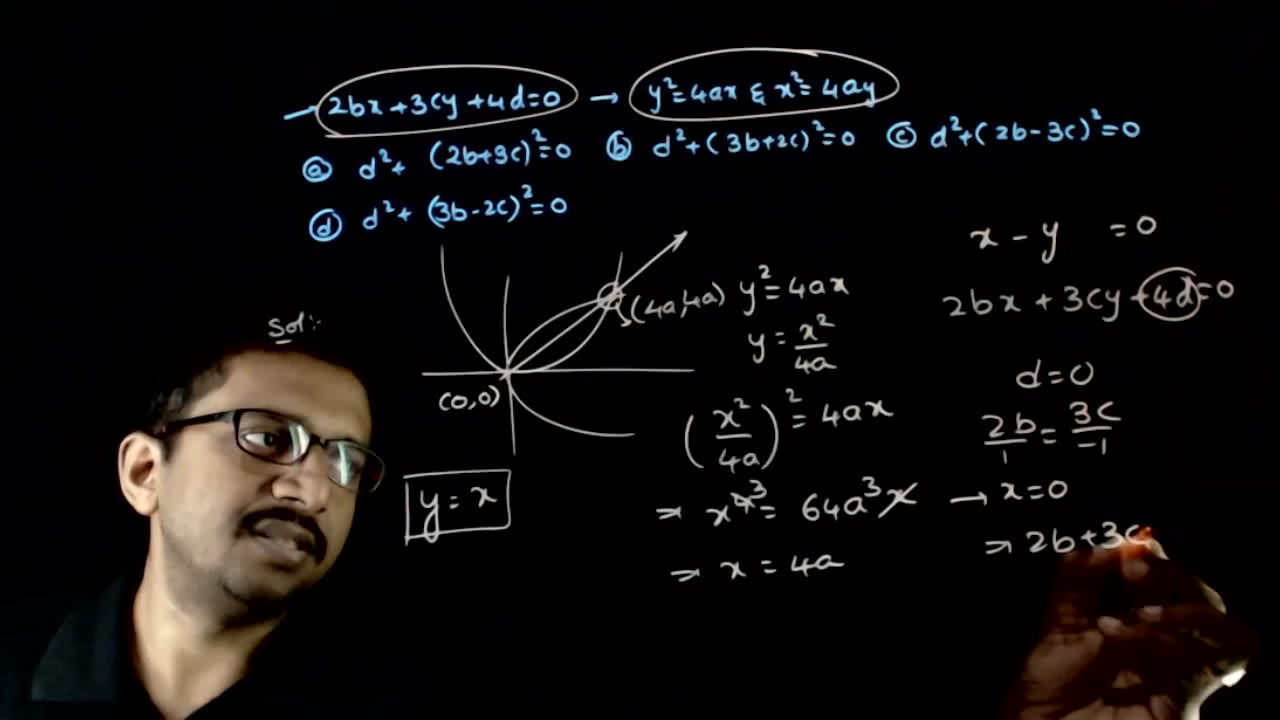 → 2bx + 3cy + 4d = 0 → y² = 4ax & x² = 4ay
ⓐ d² + (2b+3c)² = 0 ⓑ d² + (3b+2c)² = 0 ⓒ d² + (2b-3c)² = 0
ⓓ d² + (3b-2c)² = 0
Sol:
(0,0)
(4a,4a)
y = x
y² = 4ax
y = x²/4a
(x²/4a)² = 4ax
⇒ x⁴³ = 64a³x → x = 0
⇒ x = 4a
x - y = 0
2bx + 3cy + 4d = 0
d = 0
2b/1 = 3c/-1
⇒ 2b + 3c